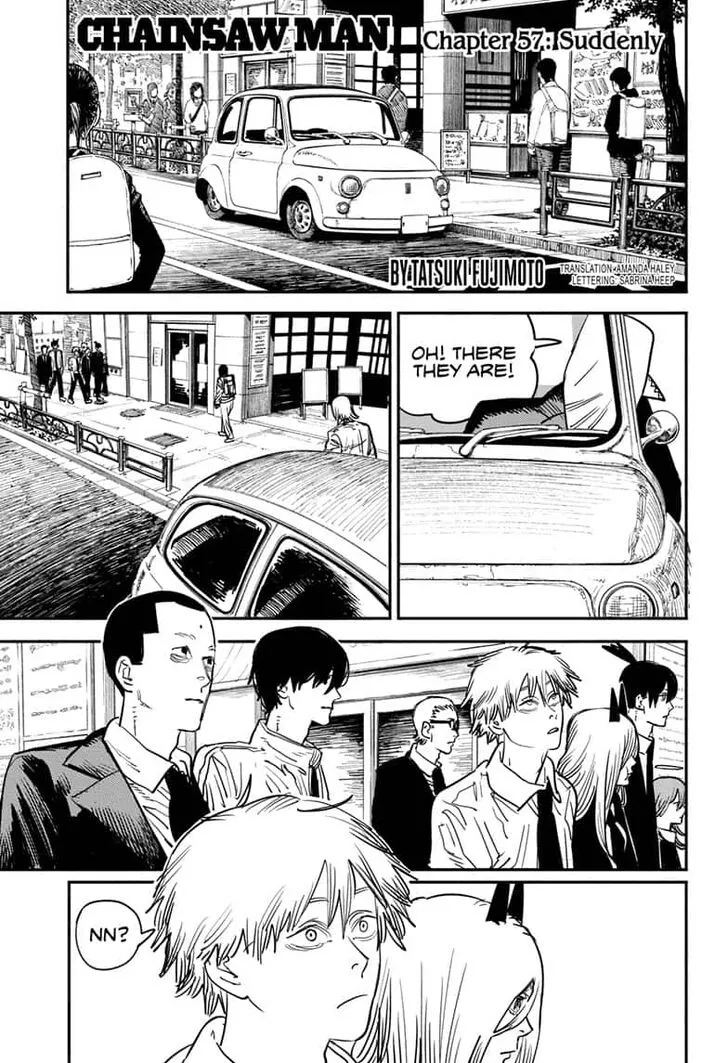 CHAINSAW MAN Chapter 57: Suddenly
BY TATSUKI FUJIMOTO
TRANSLATION: AMANDA HALEY
LETTERING: SABRINA HEEP
OH! THERE
THEY ARE!
NN?